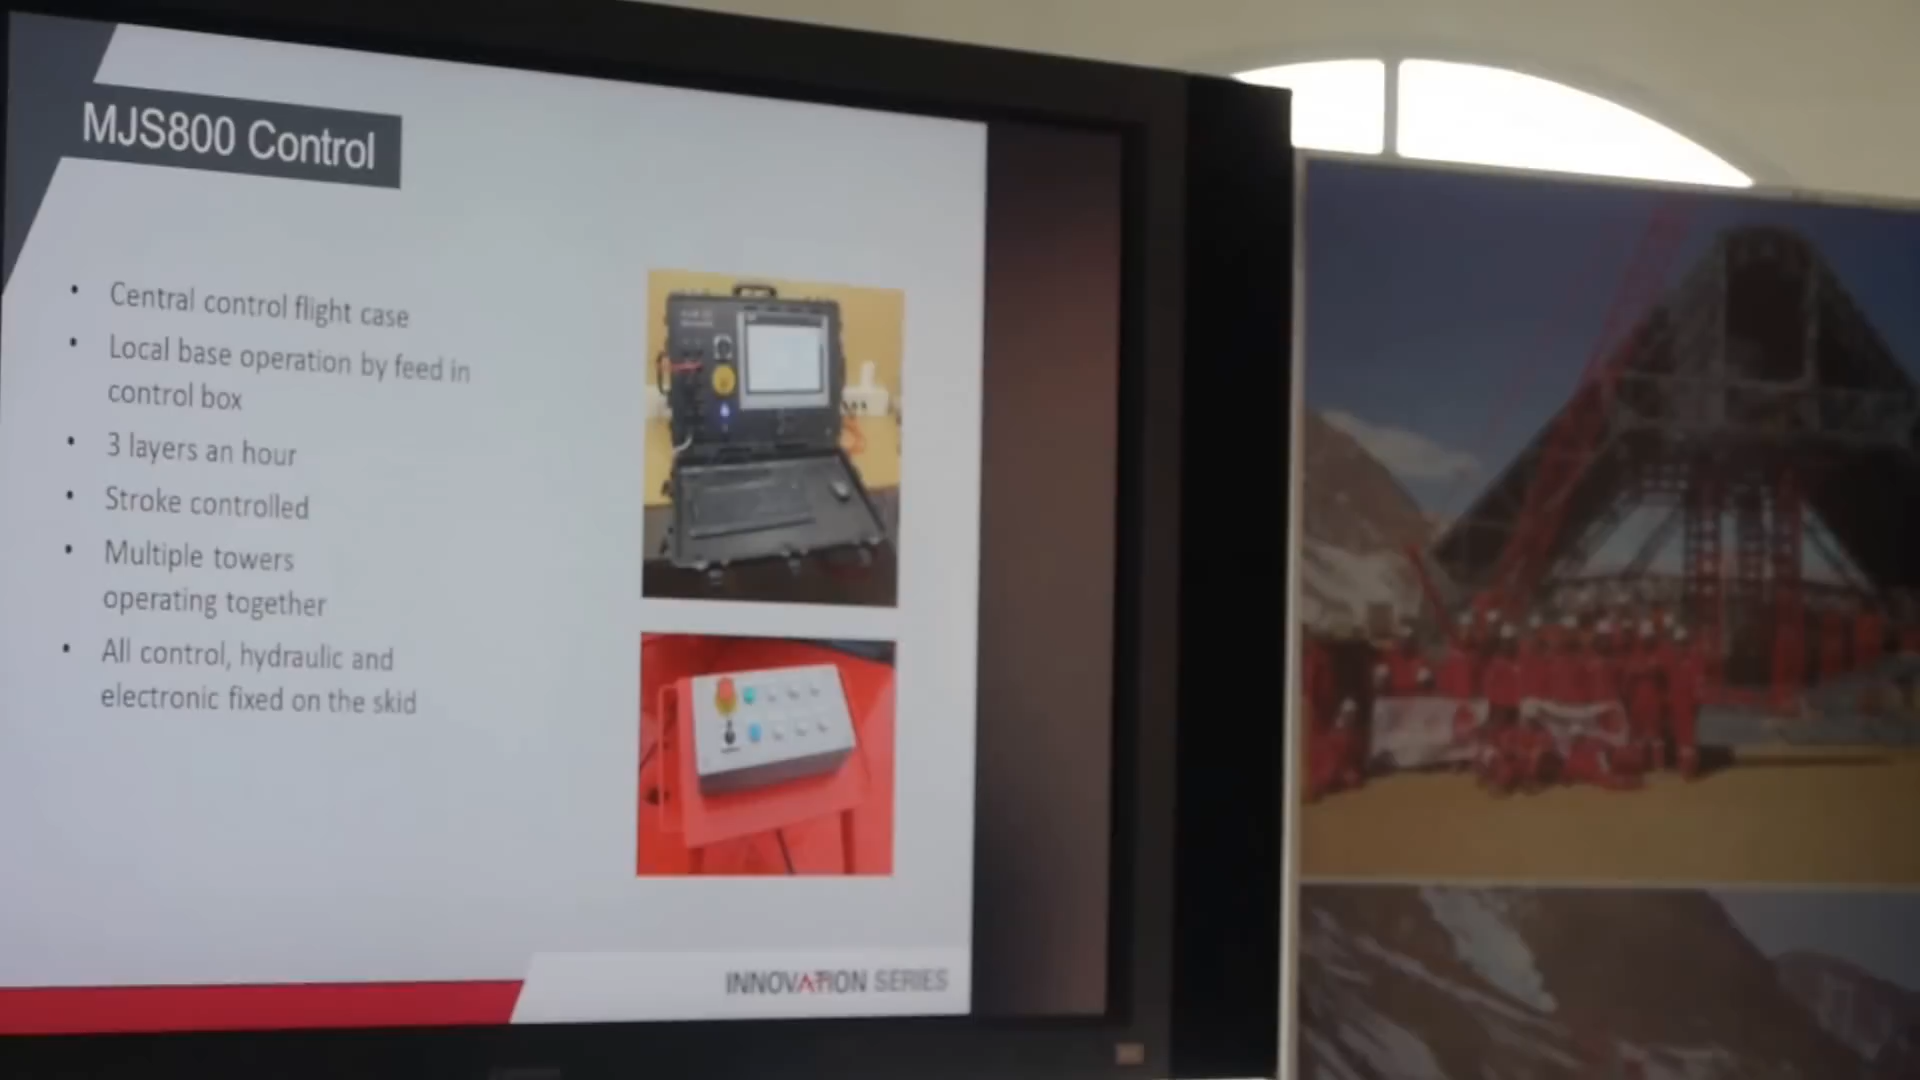 MJS800 Control
• Central control flight case
• Local base operation by feed in
control box
• 3 layers an hour
• Stroke controlled
• Multiple towers
operating together
• All control, hydraulic and
electronic fixed on the skid
INNOVATION SERIES